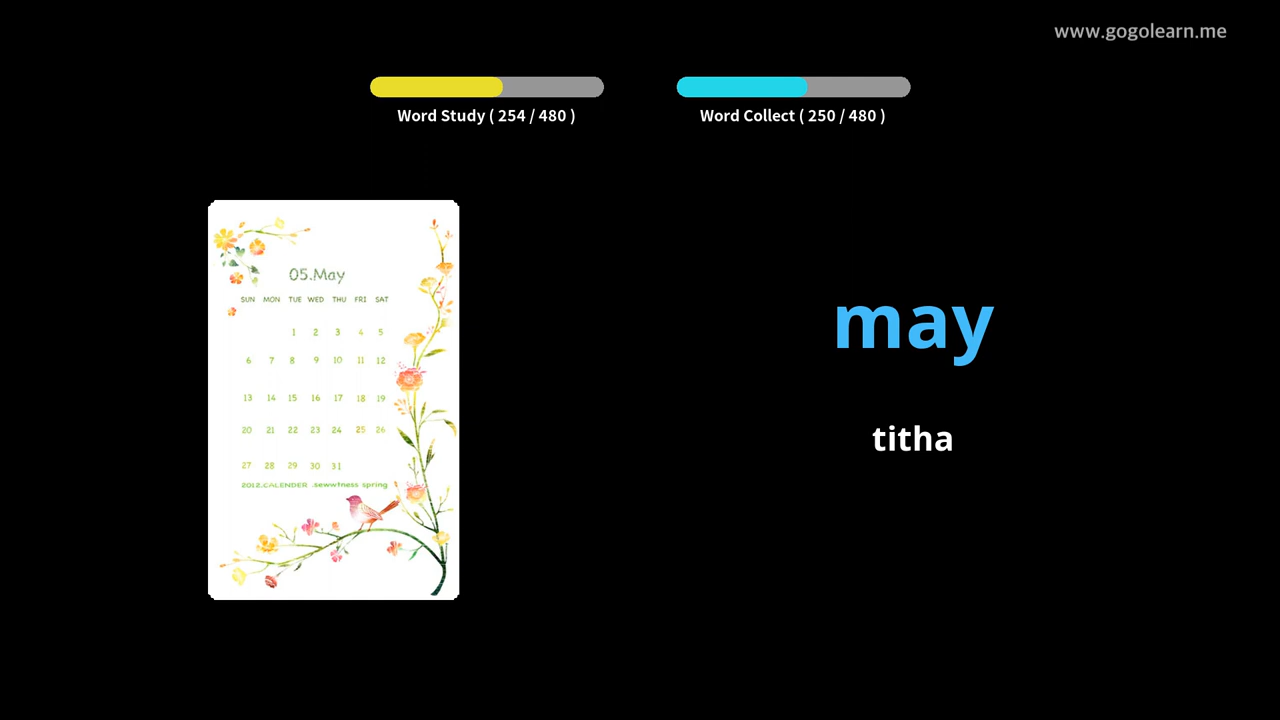 www.gogolearn.me
Word Study ( 254 / 480 )
Word Collect ( 250 / 480 )
05.May
SUN MON TUE WED THU FRI SAT
1 2 3 4 5
6 7 8 9 10 11 12
13 14 15 16 17 18 19
20 21 22 23 24 25 26
27 28 29 30 31
2012.CALENDER .sewwtness spring
may
titha